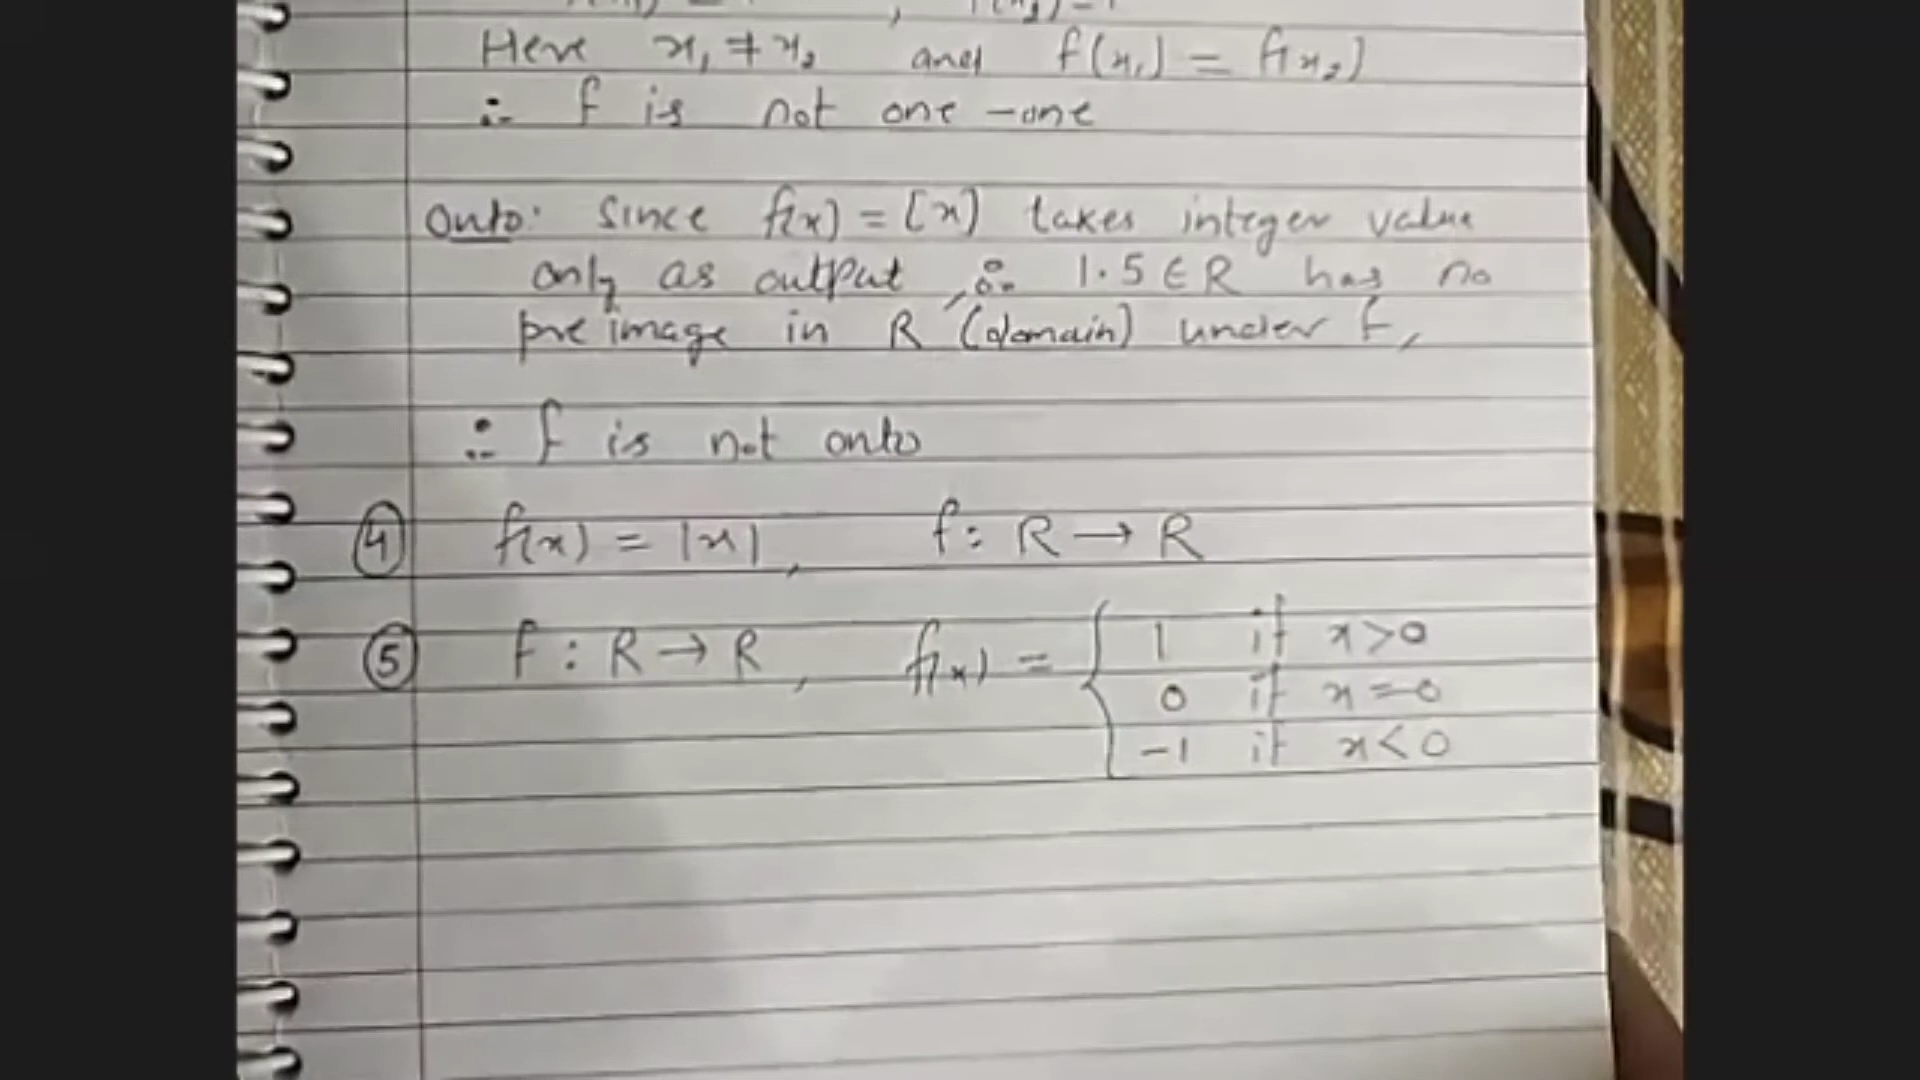 Here x₁ ≠ x₂ and f(x₁) = f(x₂)
∴ f is not one-one
Onto: Since f(x) = [x] takes integer value
only as output, ∴ 1.5 ∈ R has no
pre image in R (domain) under f,
∴ f is not onto
④ f(x) = |x|, f: R → R
⑤ f: R → R, f(x) = { 1 if x>0
0 if x=0
-1 if x<0